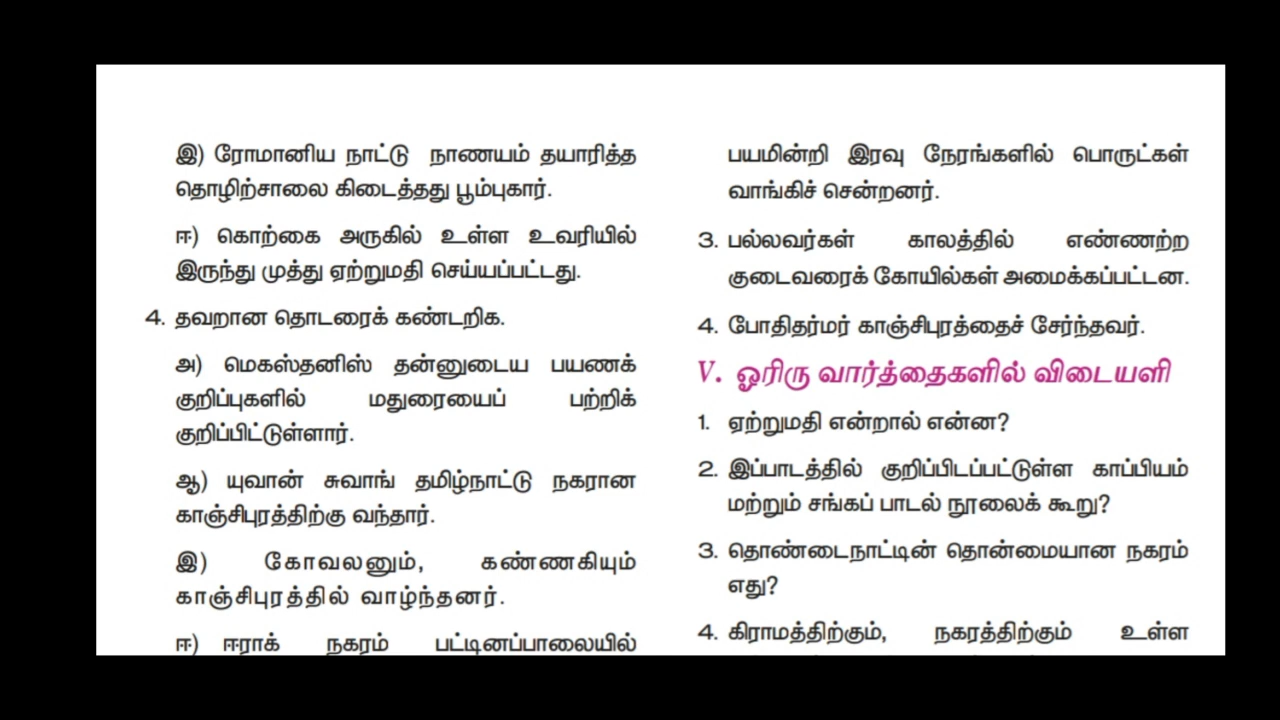 இ) ரோமானிய நாட்டு நாணயம் தயாரித்த
தொழிற்சாலை கிடைத்தது பூம்புகார்.
ஈ) கொற்கை அருகில் உள்ள உவரியில்
இருந்து முத்து ஏற்றுமதி செய்யப்பட்டது.
4. தவறான தொடரைக் கண்டறிக.
அ) மெகஸ்தனிஸ் தன்னுடைய பயணக்
குறிப்புகளில் மதுரையைப் பற்றிக்
குறிப்பிட்டுள்ளார்.
ஆ) யுவான் சுவாங் தமிழ்நாட்டு நகரான
காஞ்சிபுரத்திற்கு வந்தார்.
இ) கோவலனும், கண்ணகியும்
காஞ்சிபுரத்தில் வாழ்ந்தனர்.
ஈ) ஈராக் நகரம் பட்டினப்பாலையில்
பயமின்றி இரவு நேரங்களில் பொருட்கள்
வாங்கிச் சென்றனர்.
3. பல்லவர்கள் காலத்தில் எண்ணற்ற
குடைவரைக் கோயில்கள் அமைக்கப்பட்டன.
4. போதிதர்மர் காஞ்சிபுரத்தைச் சேர்ந்தவர்.
V. ஓரிரு வார்த்தைகளில் விடையளி
1. ஏற்றுமதி என்றால் என்ன?
2. இப்பாடத்தில் குறிப்பிடப்பட்டுள்ள காப்பியம்
மற்றும் சங்கப் பாடல் நூலைக் கூறு?
3. தொண்டைநாட்டின் தொன்மையான நகரம்
எது?
4. கிராமத்திற்கும், நகரத்திற்கும் உள்ள